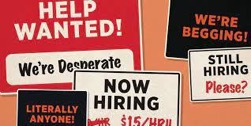 HELP
WANTED!
We're Desperate
WE'RE
BEGGING!
STILL
HIRING
Please?
NOW
HIRING
$15/HR!!
LITERALLY
ANYONE!